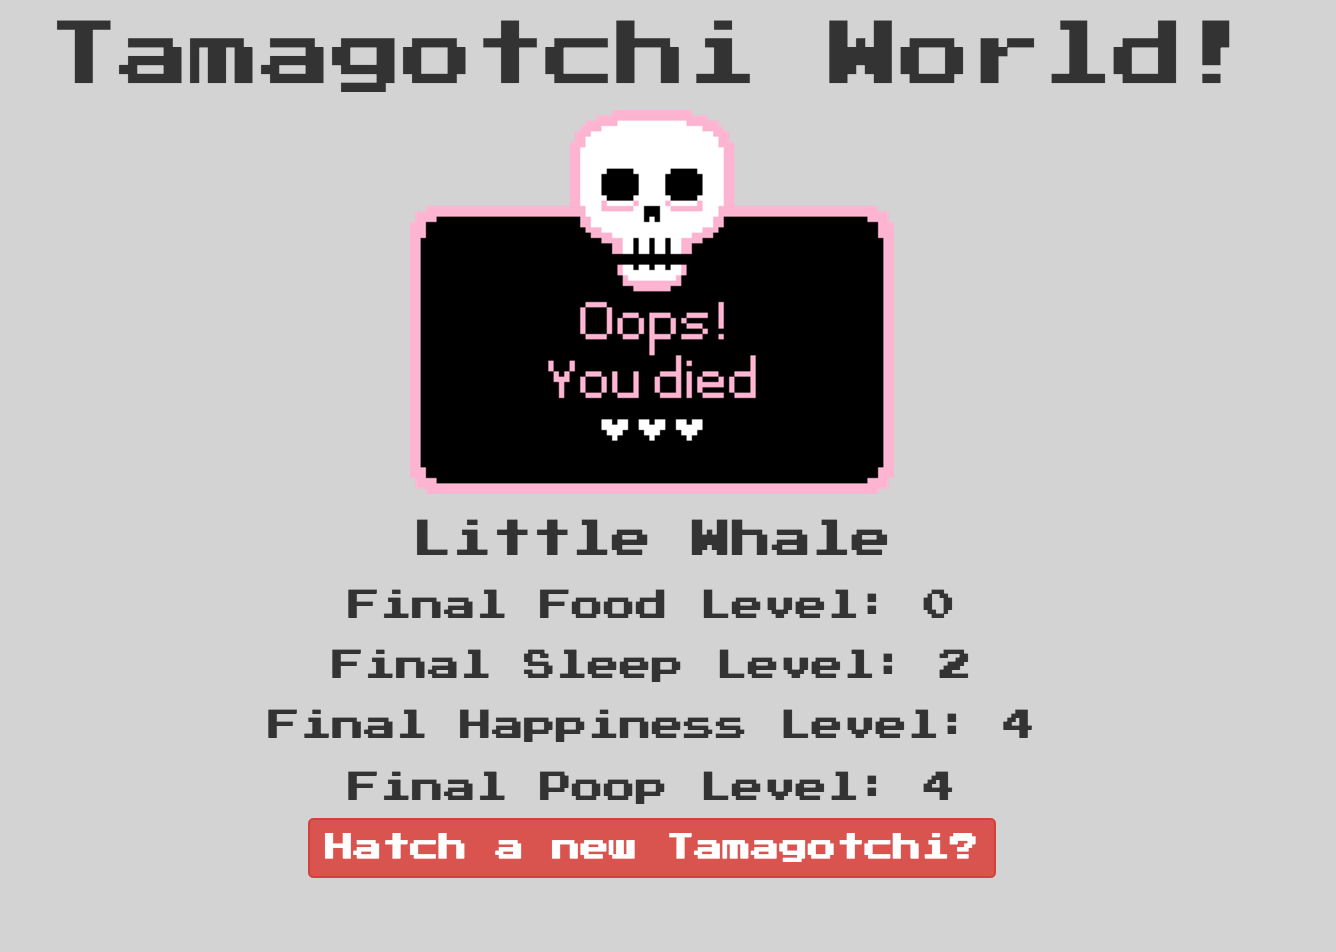 Tamagotchi World!
Oops!
You died
Little Whale
Final Food Level: 0
Final Sleep Level: 2
Final Happiness Level: 4
Final Poop Level: 4
Hatch a new Tamagotchi?